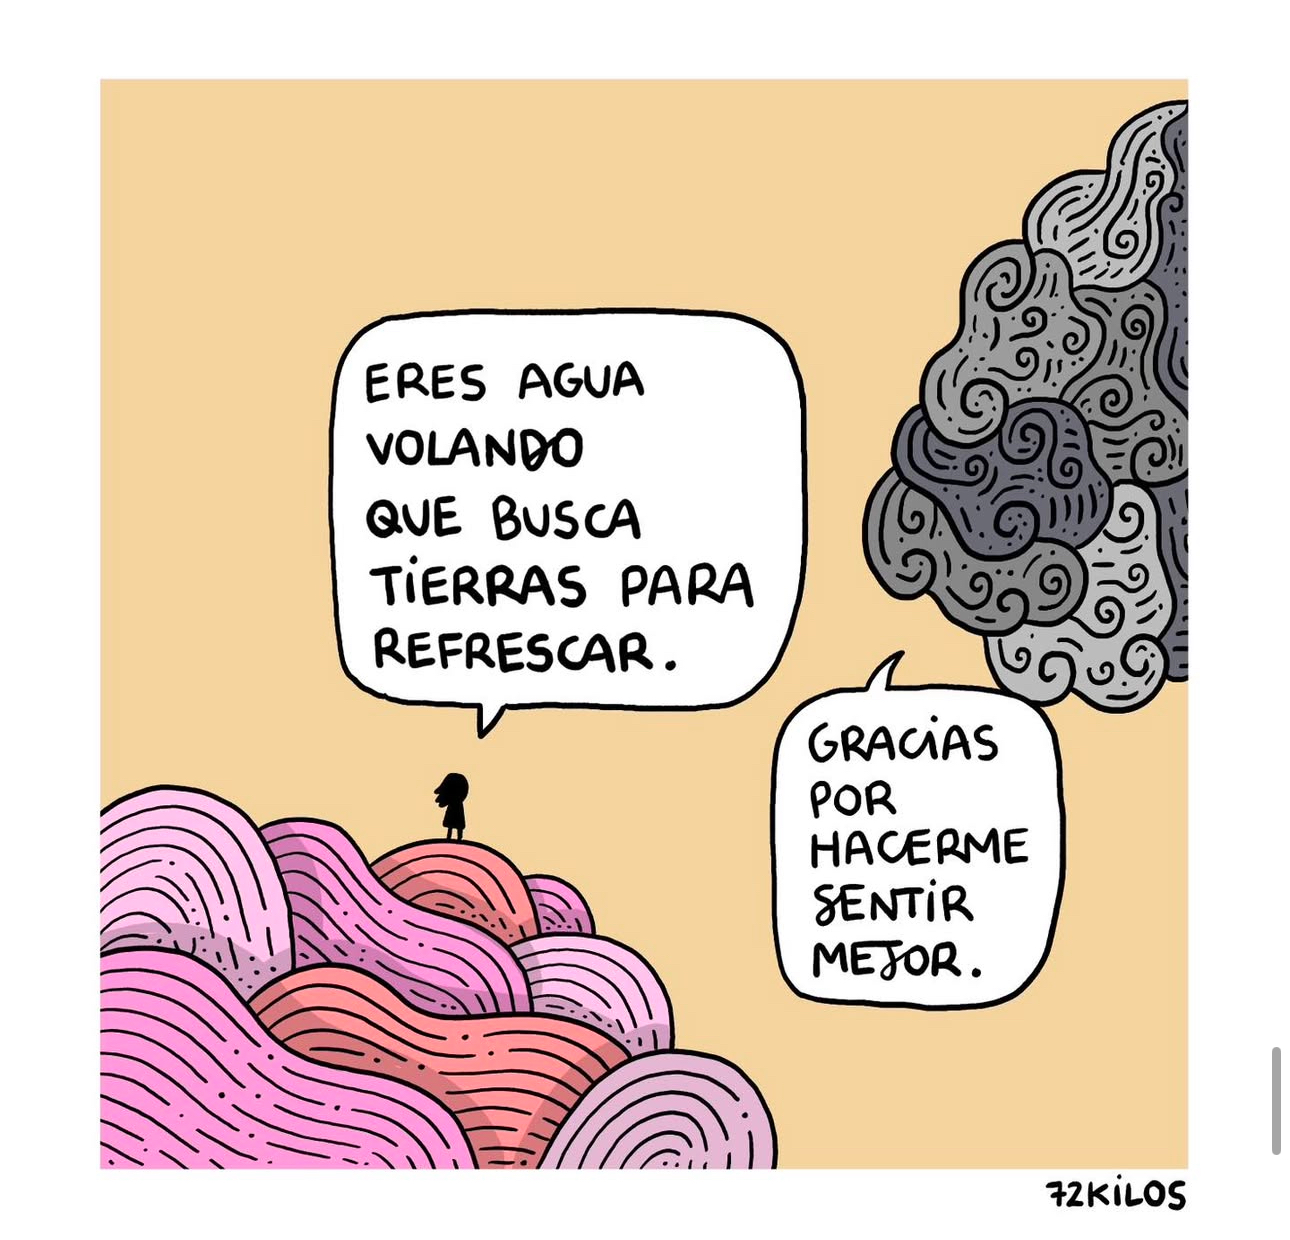 ERES AGUA
VOLANDO
QUE BUSCA
TiERRAS PARA
REFRESCAR.
GRACiAS
POR
HACERME
SENTiR
MEJOR.
72KiLOS